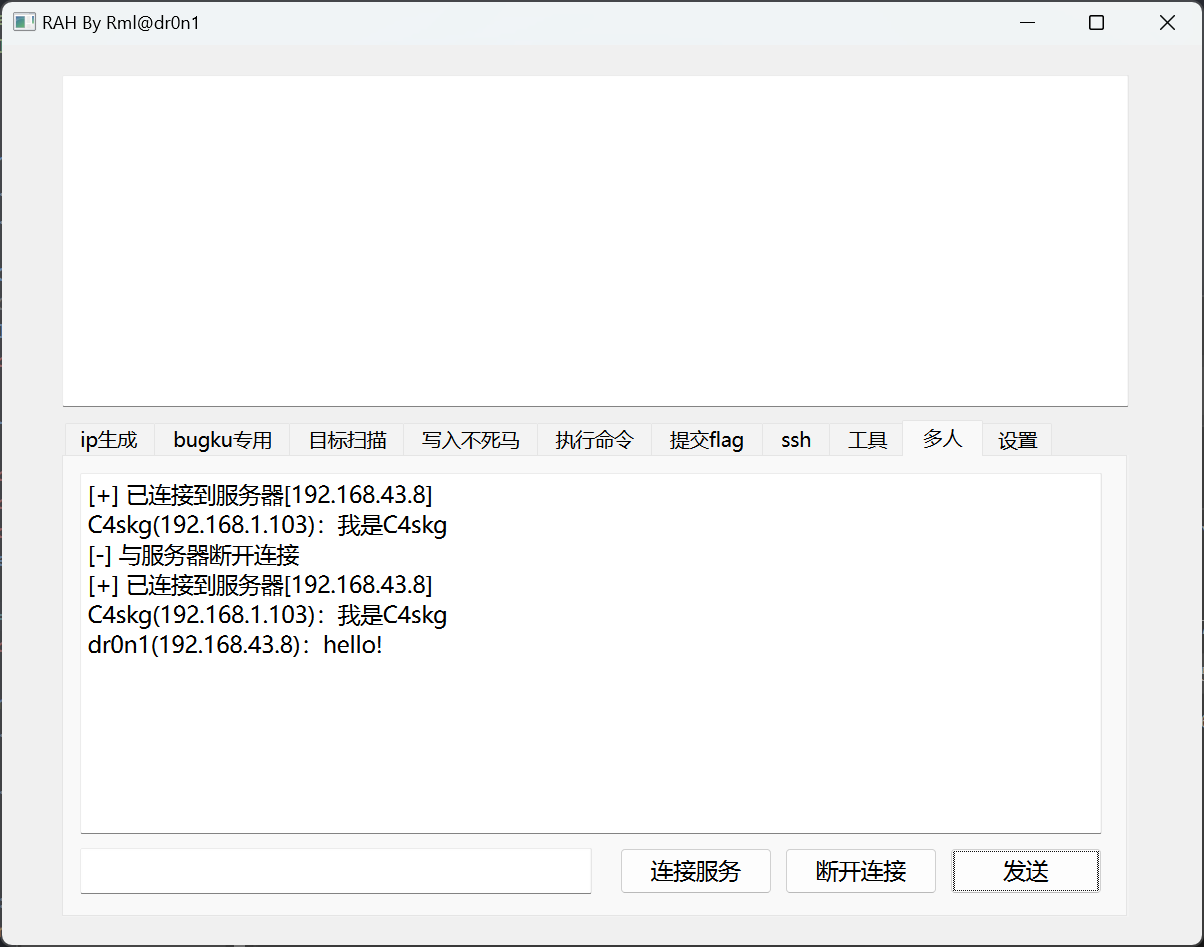 RAH By Rml@dr0n1
ip生成 bugku专用 目标扫描 写入不死马 执行命令 提交flag ssh 工具 多人 设置
[+] 已连接到服务器[192.168.43.8]
C4skg(192.168.1.103)：我是C4skg
[-] 与服务器断开连接
[+] 已连接到服务器[192.168.43.8]
C4skg(192.168.1.103)：我是C4skg
dr0n1(192.168.43.8)：hello!
连接服务 断开连接 发送